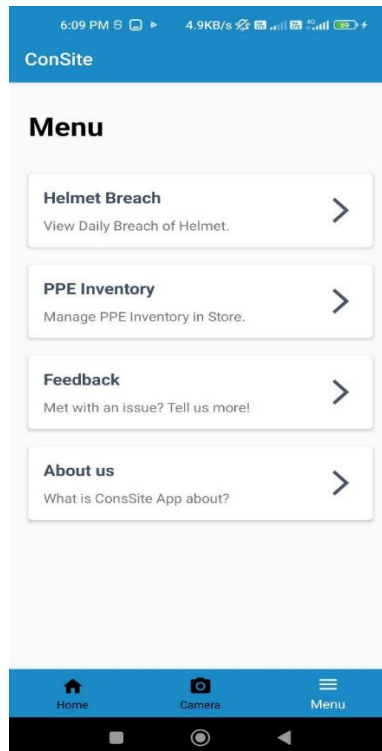 6:09 PM 4.9KB/s 4G 69
ConSite
Menu
Helmet Breach
View Daily Breach of Helmet.
PPE Inventory
Manage PPE Inventory in Store.
Feedback
Met with an issue? Tell us more!
About us
What is ConsSite App about?
Home Camera Menu